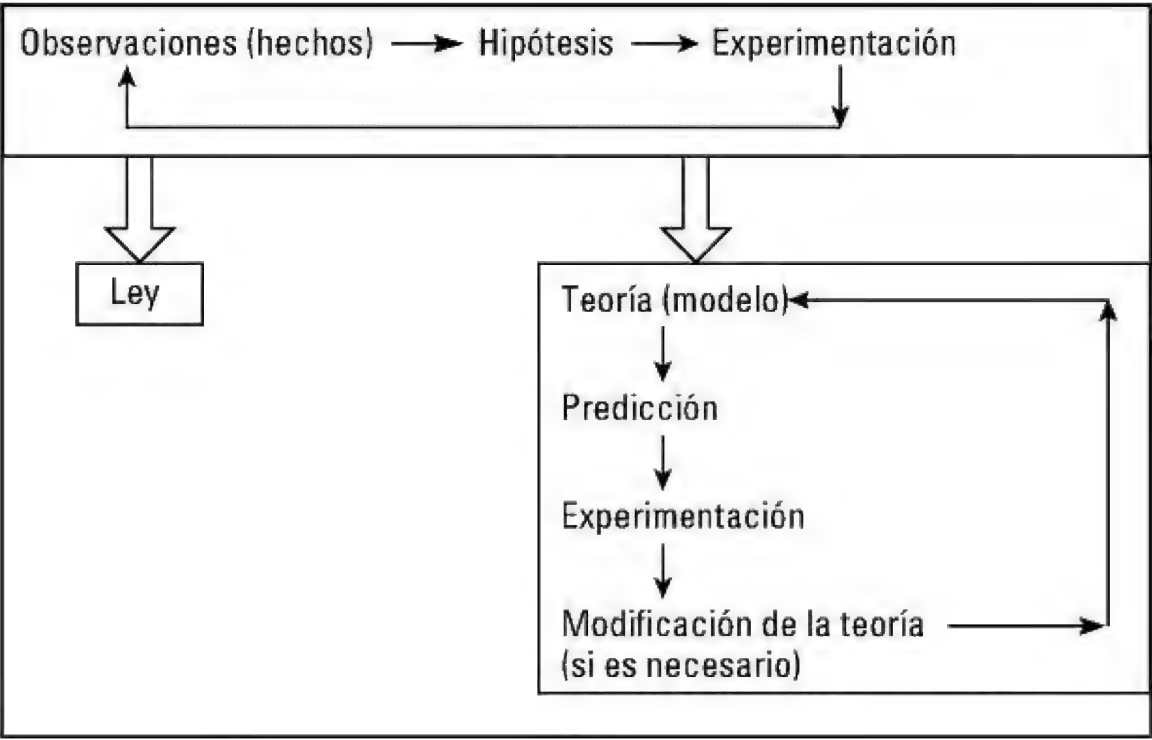 Observaciones (hechos) → Hipótesis → Experimentación
Ley
Teoría (modelo)
Predicción
Experimentación
Modificación de la teoría
(si es necesario)